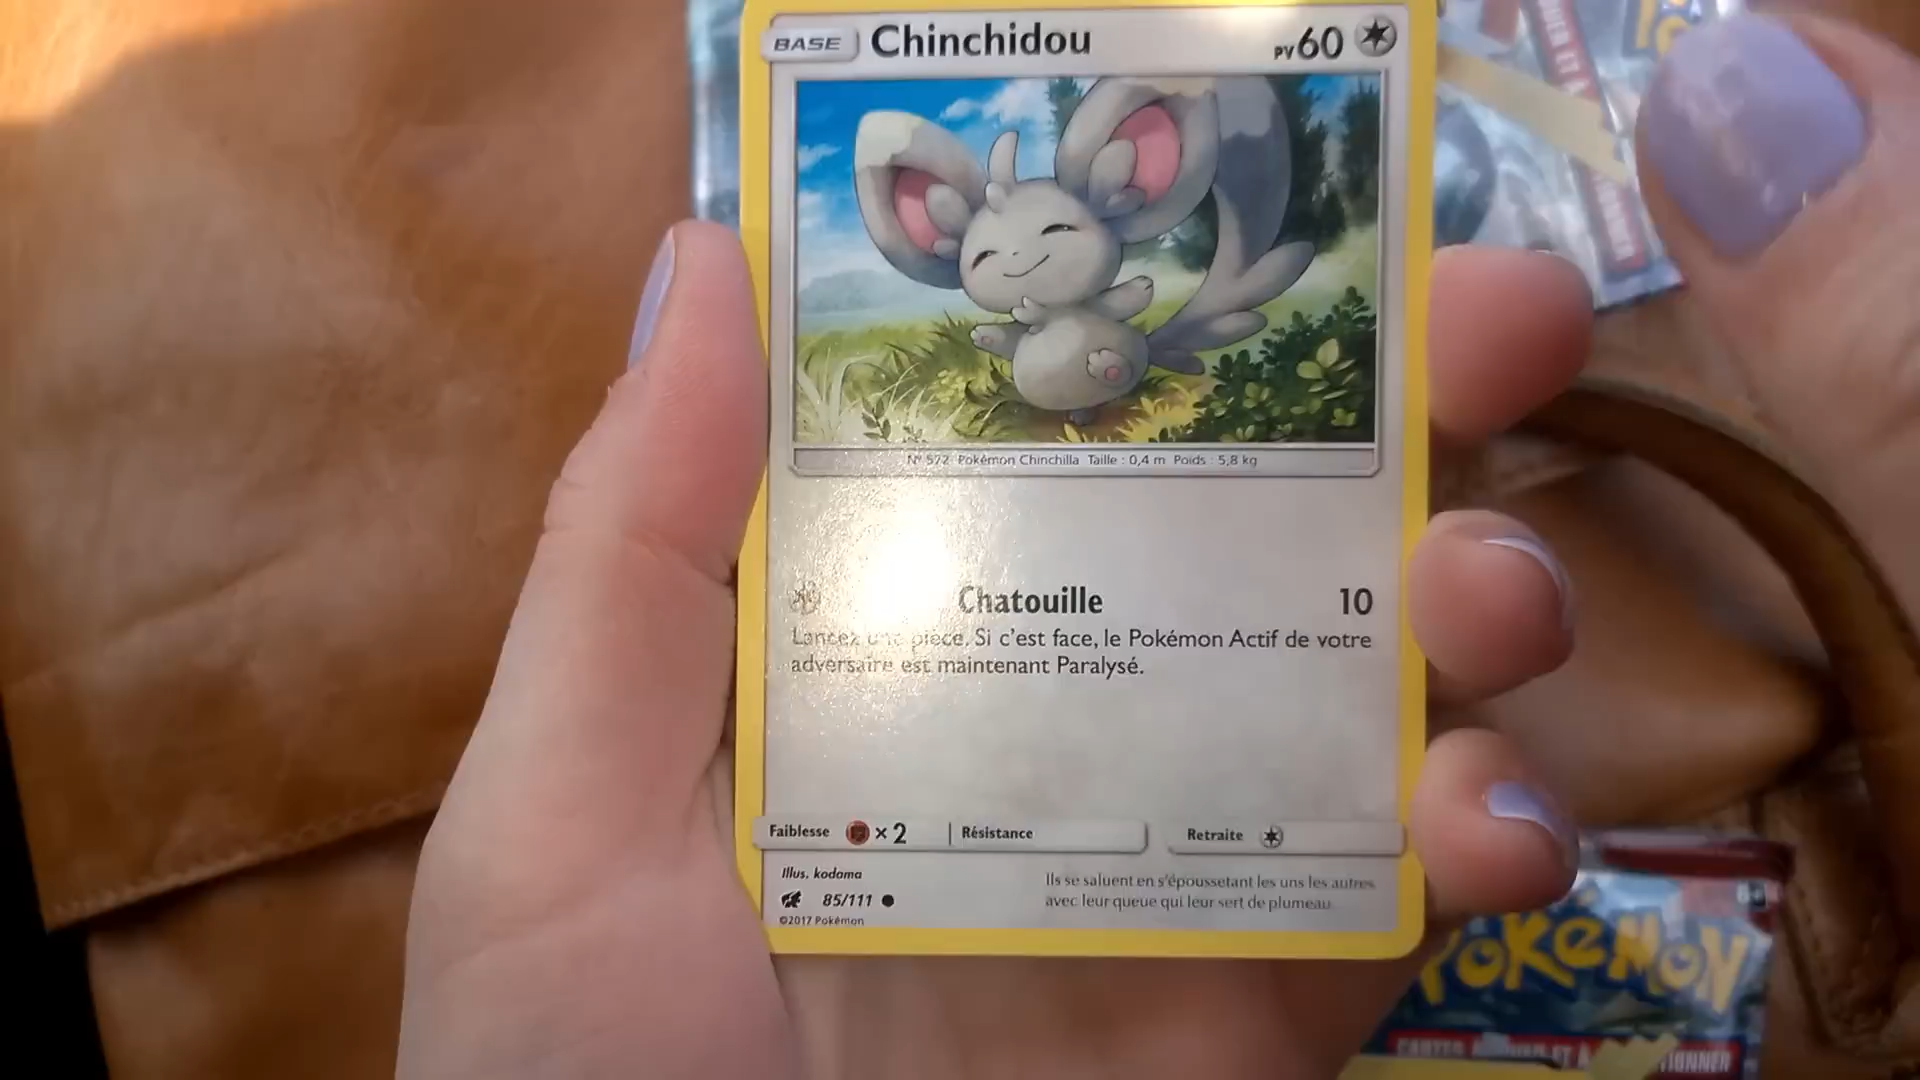 BASE Chinchidou PV60
N° 572 Pokémon Chinchilla Taille : 0,4 m Poids : 5,8 kg
Chatouille 10
Lancez une pièce. Si c'est face, le Pokémon Actif de votre
adversaire est maintenant Paralysé.
Faiblesse ×2 Résistance Retraite
Illus. kodama
85/111
©2017 Pokémon
Ils se saluent en s'époussetant les uns les autres
avec leur queue qui leur sert de plumeau.
POKéMON
CARTES